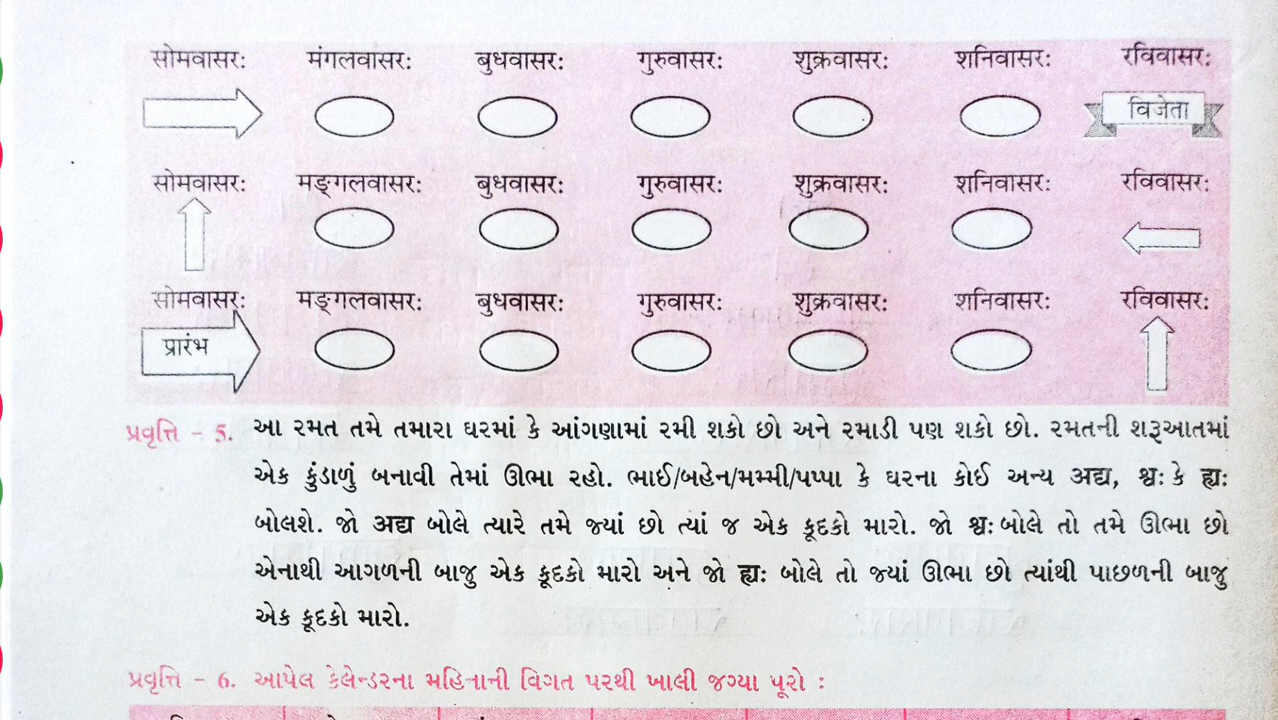 सोमवासरः मंगलवासरः बुधवासरः गुरुवासरः शुक्रवासरः शनिवासरः रविवासरः
विजेता
सोमवासरः मङ्गलवासरः बुधवासरः गुरुवासरः शुक्रवासरः शनिवासरः रविवासरः
सोमवासरः मङ्गलवासरः बुधवासरः गुरुवासरः शुक्रवासरः शनिवासरः रविवासरः
प्रारंभ
પ્રવૃત્તિ - 5. આ રમત તમે તમારા ઘરમાં કે આંગણામાં રમી શકો છો અને રમાડી પણ શકો છો. રમતની શરૂઆતમાં
એક કુંડાળું બનાવી તેમાં ઊભા રહો. ભાઈ/બહેન/મમ્મી/પપ્પા કે ઘરના કોઈ અન્ય अद्य, श्वः કે ह्यः
બોલશે. જો अद्य બોલે ત્યારે તમે જ્યાં છો ત્યાં જ એક કૂદકો મારો. જો श्वः બોલે તો તમે ઊભા છો
એનાથી આગળની બાજુ એક કૂદકો મારો અને જો ह्यः બોલે તો જ્યાં ઊભા છો ત્યાંથી પાછળની બાજુ
એક કૂદકો મારો.
પ્રવૃત્તિ - 6. આપેલ કેલેન્ડરના મહિનાની વિગત પરથી ખાલી જગ્યા પૂરો :